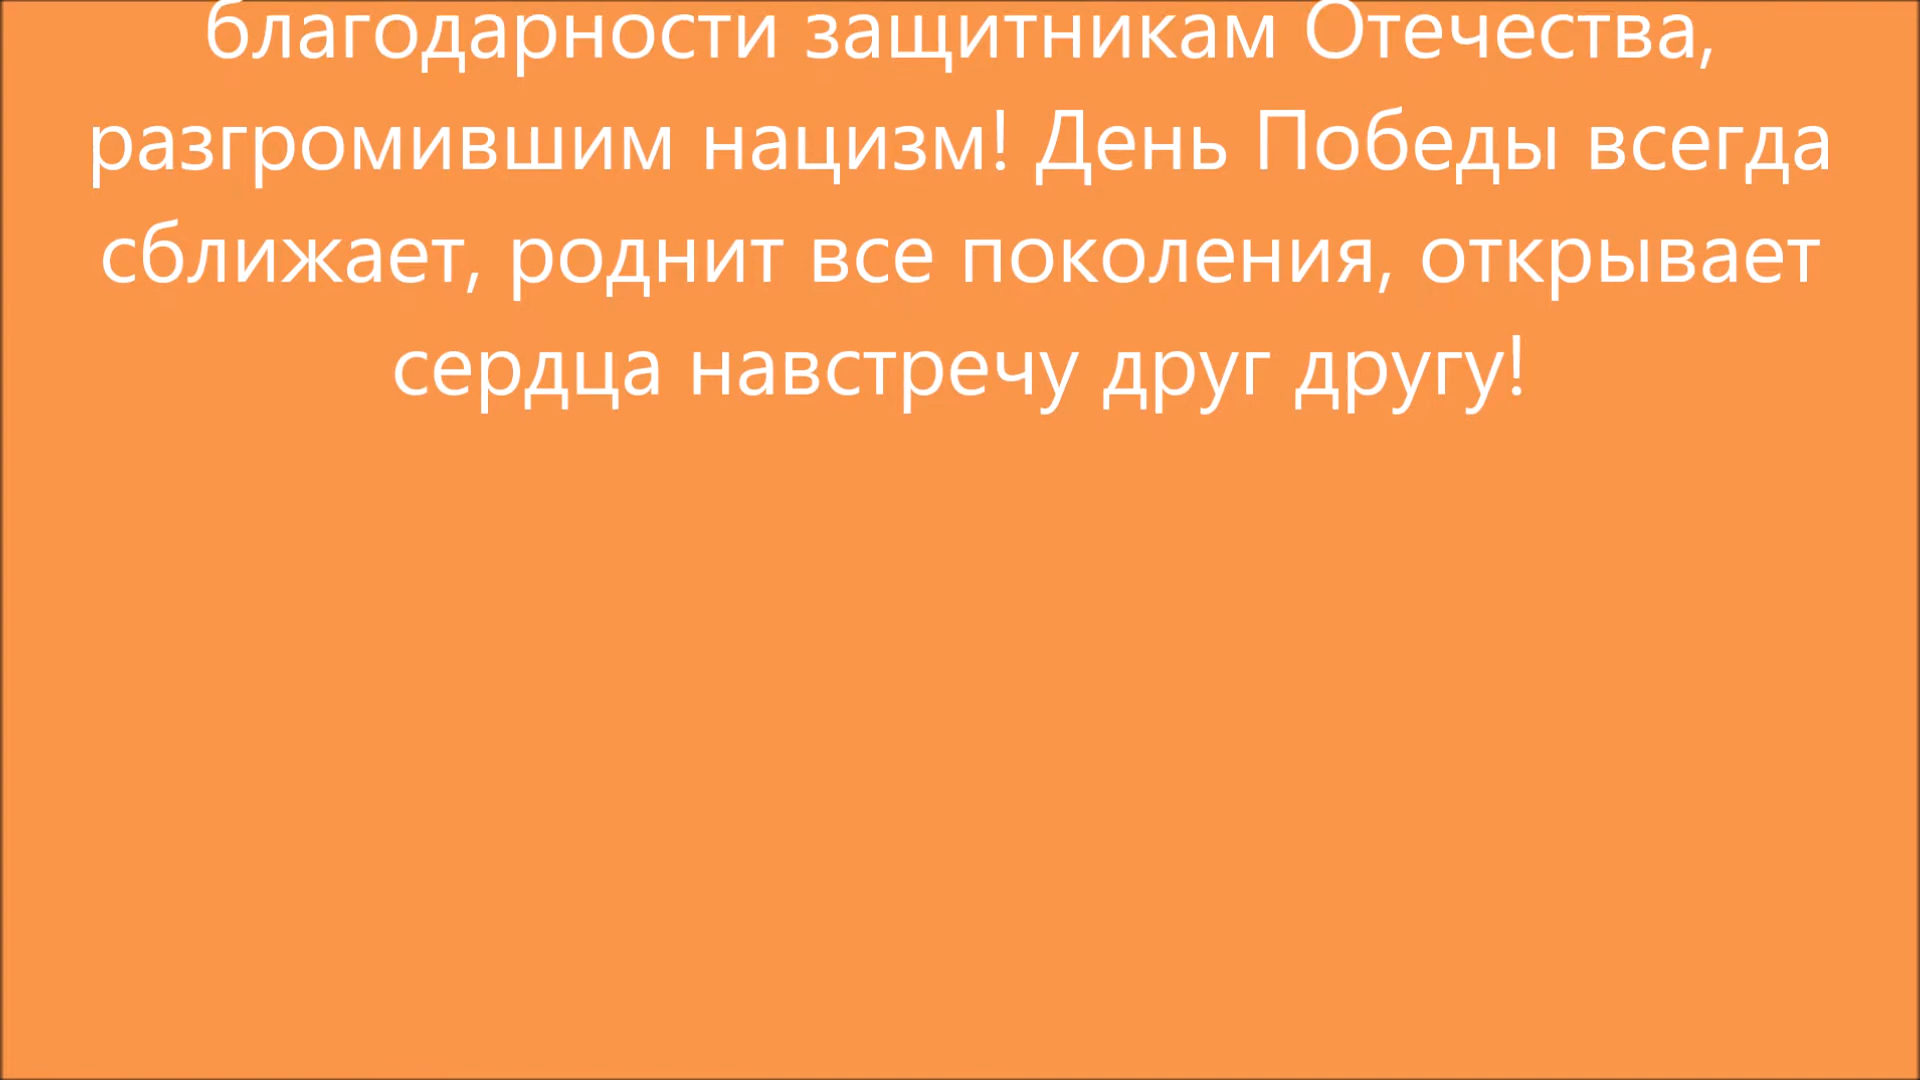 благодарности защитникам Отечества,
разгромившим нацизм! День Победы всегда
сближает, роднит все поколения, открывает
сердца навстречу друг другу!